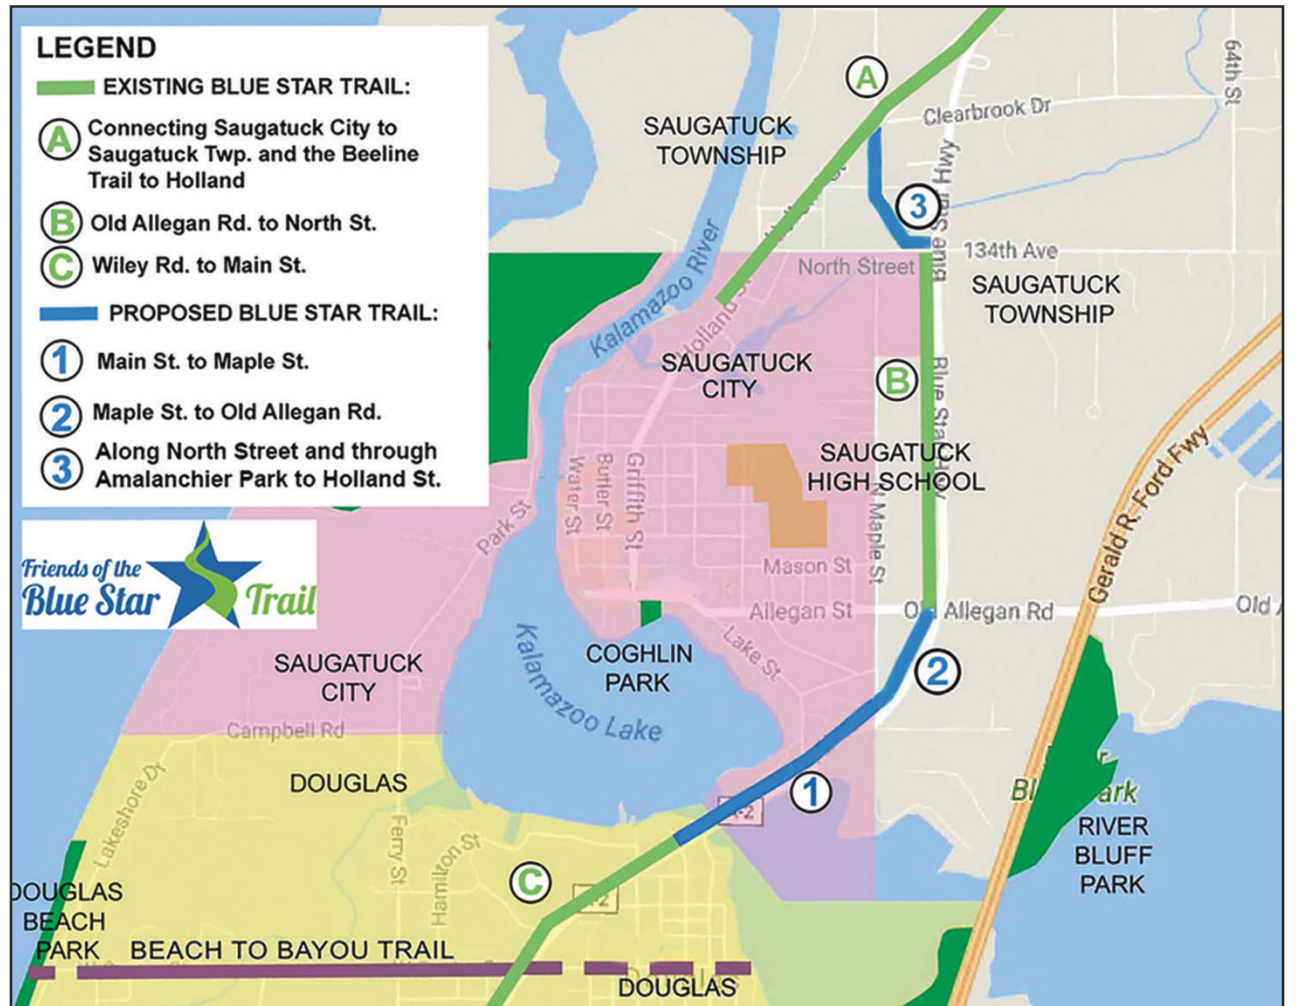 LEGEND
EXISTING BLUE STAR TRAIL:
A
Connecting Saugatuck City to
Saugatuck Twp. and the Beeline
Trail to Holland
B
Old Allegan Rd. to North St.
C
Wiley Rd. to Main St.
PROPOSED BLUE STAR TRAIL:
1
Main St. to Maple St.
2
Maple St. to Old Allegan Rd.
3
Along North Street and through
Amalanchier Park to Holland St.
Friends of the
Blue Star Trail
A
SAUGATUCK
TOWNSHIP
Clearbrook Dr
64th St
3
Blue Star Hwy
134th Ave
North Street
SAUGATUCK
TOWNSHIP
Kalamazoo River
Holland St
SAUGATUCK
CITY
B
Blue Sta
SAUGATUCK
HIGH SCHOOL
Water St
Butler St
Griffith St
N Maple St
Park St
Mason St
Gerald R. Ford Fwy
Allegan St
Allegan Rd
Old
Lake St
COGHLIN
PARK
Kalamazoo Lake
2
SAUGATUCK
CITY
Campbell Rd
DOUGLAS
1
-2
Lakeshore Dr
Ferry St
Hamilton St
C
-2
ark
RIVER
BLUFF
PARK
DOUGLAS
BEACH
PARK
BEACH TO BAYOU TRAIL
Douglas
DOUGLAS